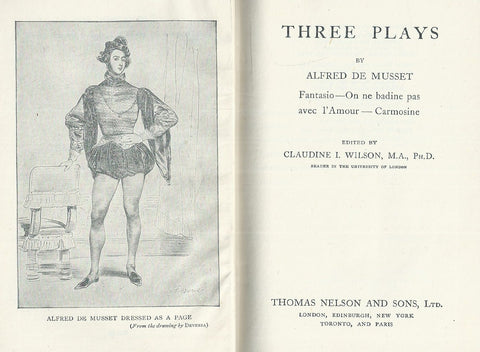 ALFRED DE MUSSET DRESSED AS A PAGE
(From the drawing by DEVERIA)
THREE PLAYS
BY
ALFRED DE MUSSET
Fantasio—On ne badine pas
avec l'Amour — Carmosine
EDITED BY
CLAUDINE I. WILSON, M.A., PH.D.
READER IN THE UNIVERSITY OF LONDON
THOMAS NELSON AND SONS, LTD.
LONDON, EDINBURGH, NEW YORK
TORONTO, AND PARIS